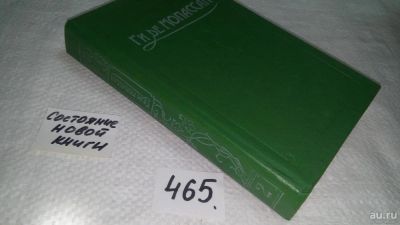 Ги де Мопассан
Состояние
новой
книги
465.
au.ru